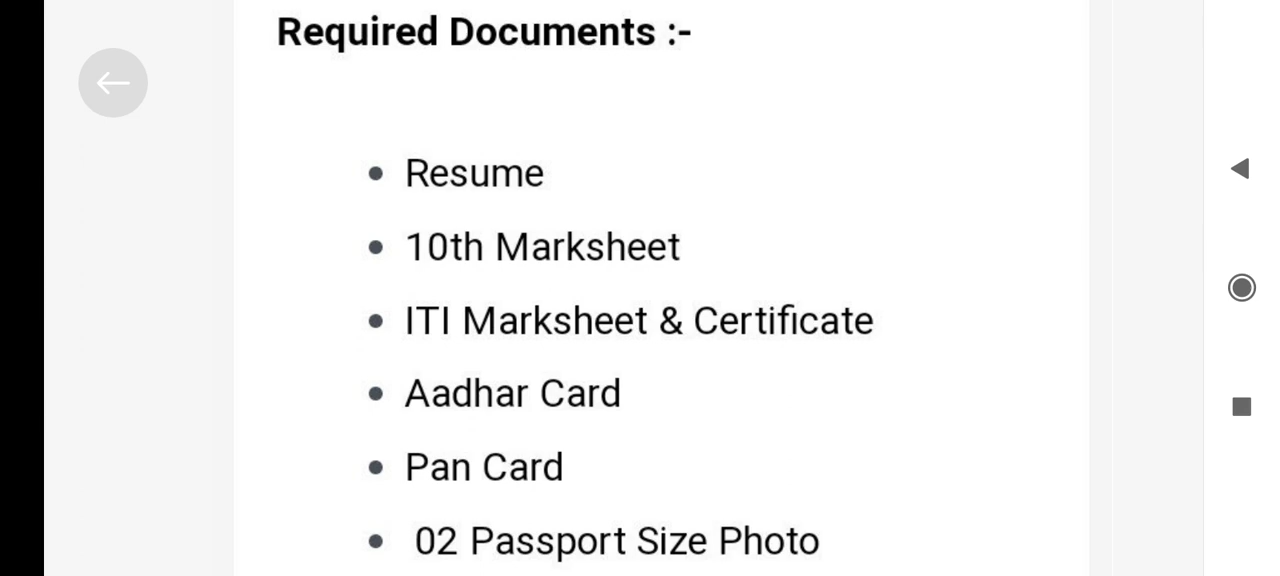 Required Documents :-
• Resume
• 10th Marksheet
• ITI Marksheet & Certificate
• Aadhar Card
• Pan Card
• 02 Passport Size Photo